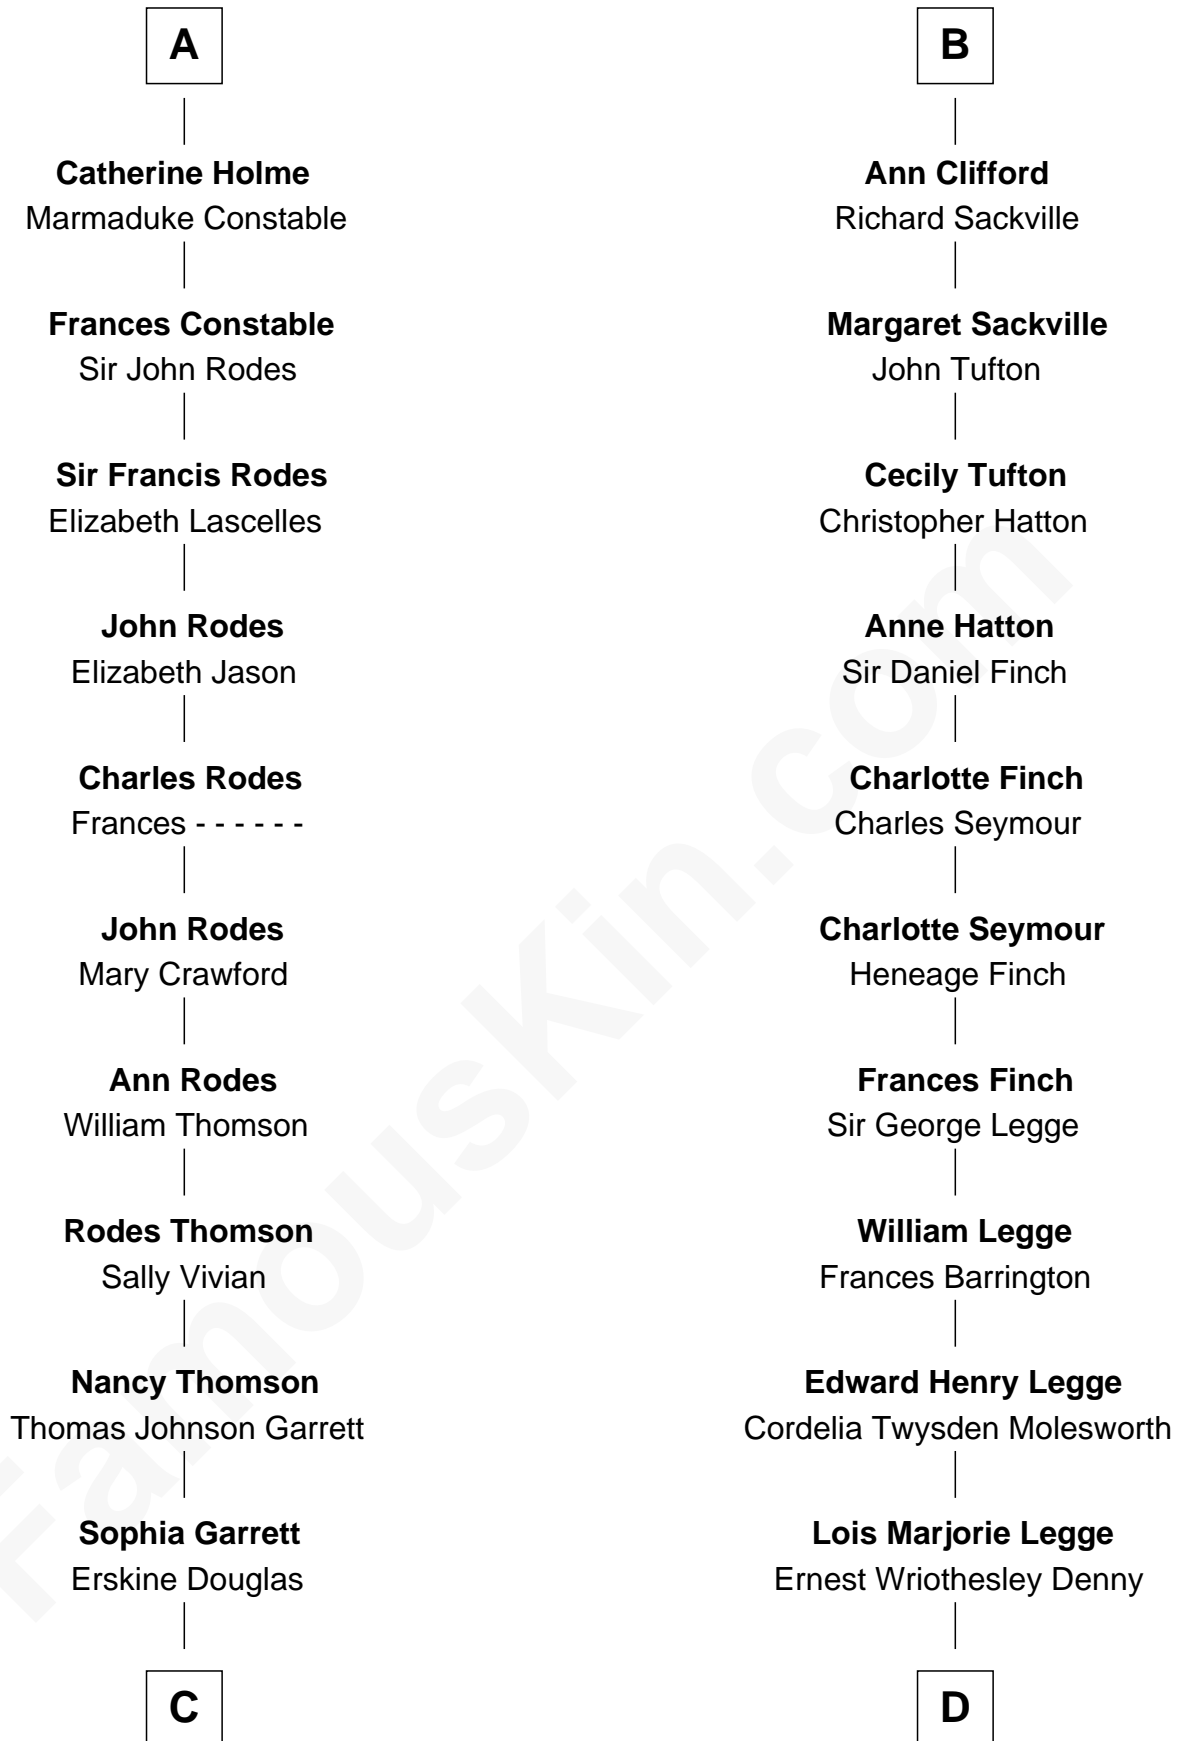 A
Catherine Holme
Marmaduke Constable
Frances Constable
Sir John Rodes
Sir Francis Rodes
Elizabeth Lascelles
John Rodes
Elizabeth Jason
Charles Rodes
Frances - - - - - -
John Rodes
Mary Crawford
Ann Rodes
William Thomson
Rodes Thomson
Sally Vivian
Nancy Thomson
Thomas Johnson Garrett
Sophia Garrett
Erskine Douglas
C
B
Ann Clifford
Richard Sackville
Margaret Sackville
John Tufton
Cecily Tufton
Christopher Hatton
Anne Hatton
Sir Daniel Finch
Charlotte Finch
Charles Seymour
Charlotte Seymour
Heneage Finch
Frances Finch
Sir George Legge
William Legge
Frances Barrington
Edward Henry Legge
Cordelia Twysden Molesworth
Lois Marjorie Legge
Ernest Wriothesley Denny
D
FamousKin.com